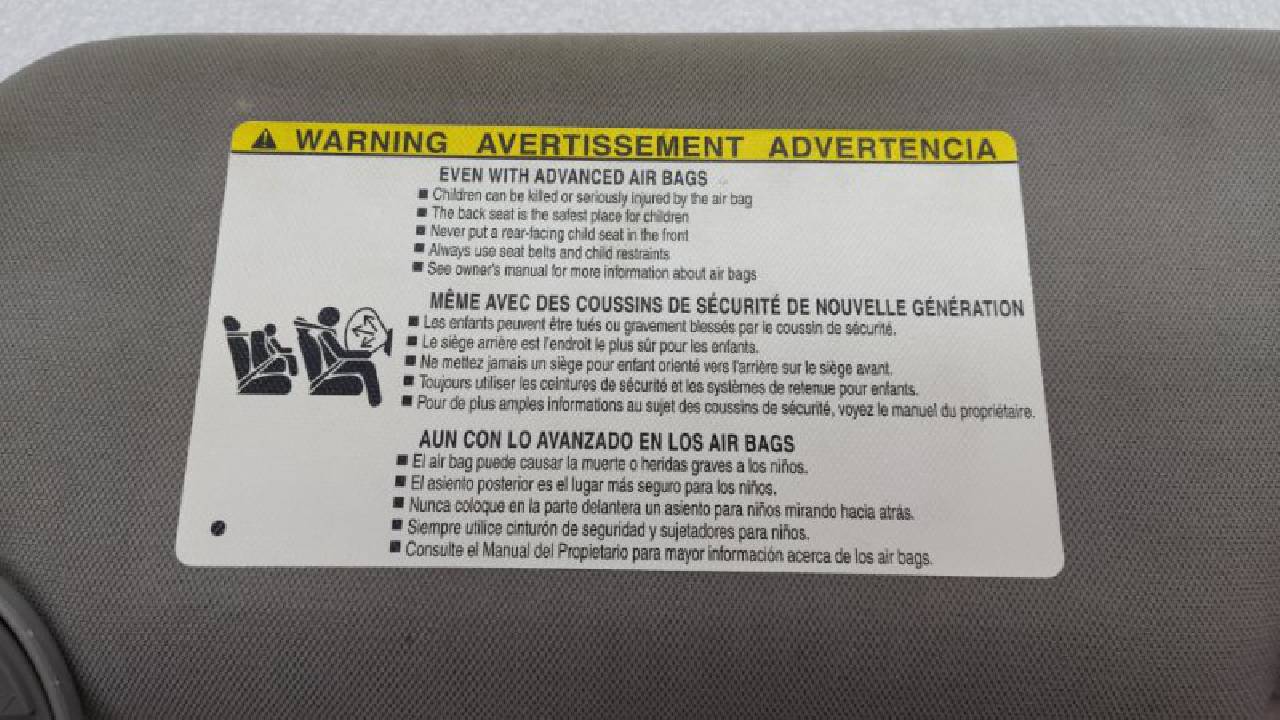 WARNING AVERTISSEMENT ADVERTENCIA
EVEN WITH ADVANCED AIR BAGS
■ Children can be killed or seriously injured by the air bag
■ The back seat is the safest place for children
■ Never put a rear-facing child seat in the front
■ Always use seat belts and child restraints
■ See owner's manual for more information about air bags
MÊME AVEC DES COUSSINS DE SÉCURITÉ DE NOUVELLE GÉNÉRATION
■ Les enfants peuvent être tués ou gravement blessés par le coussin de sécurité.
■ Le siège arrière est l'endroit le plus sûr pour les enfants.
■ Ne mettez jamais un siège pour enfant orienté vers l'arrière sur le siège avant.
■ Toujours utiliser les ceintures de sécurité et les systèmes de retenue pour enfants.
■ Pour de plus amples informations au sujet des coussins de sécurité, voyez le manuel du propriétaire.
AUN CON LO AVANZADO EN LOS AIR BAGS
■ El air bag puede causar la muerte o heridas graves a los niños.
■ El asiento posterior es el lugar más seguro para los niños.
■ Nunca coloque en la parte delantera un asiento para niños mirando hacia atrás.
■ Siempre utilice cinturón de seguridad y sujetadores para niños.
■ Consulte el Manual del Propietario para mayor información acerca de los air bags.